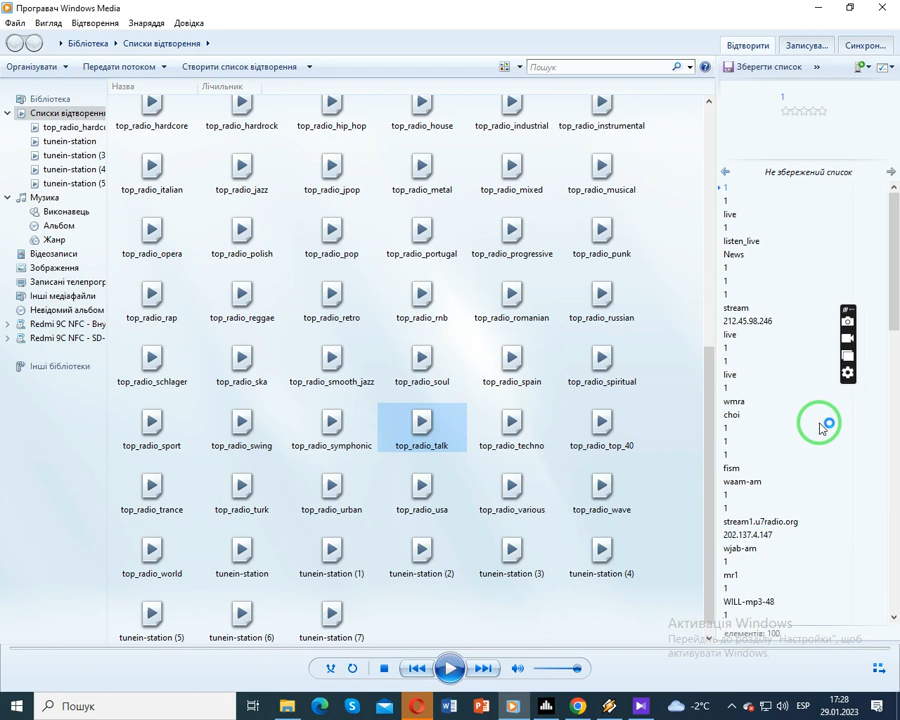 Програвач Windows Media
Файл Вигляд Відтворення Знаряддя Довідка
Бібліотека Списки відтворення
Відтворити Записува... Синхрон...
Організувати Передати потоком Створити список відтворення
Пошук
Зберегти список »
Назва Лічильник
1
Бібліотека
Списки відтворенн
top_radio_hardco
tunein-station
tunein-station (3
tunein-station (4
tunein-station (5
Музика
Виконавець
Альбом
Жанр
Відеозаписи
Зображення
Записані телепрог
Інші медіафайли
Невідомий альбом
Redmi 9C NFC - Вну
Redmi 9C NFC - SD-
Інші бібліотеки
top_radio_hardcore top_radio_hardrock top_radio_hip_hop top_radio_house top_radio_industrial top_radio_instrumental
top_radio_italian top_radio_jazz top_radio_jpop top_radio_metal top_radio_mixed top_radio_musical
top_radio_opera top_radio_polish top_radio_pop top_radio_portugal top_radio_progressive top_radio_punk
top_radio_rap top_radio_reggae top_radio_retro top_radio_rnb top_radio_romanian top_radio_russian
top_radio_schlager top_radio_ska top_radio_smooth_jazz top_radio_soul top_radio_spain top_radio_spiritual
top_radio_sport top_radio_swing top_radio_symphonic top_radio_talk top_radio_techno top_radio_top_40
top_radio_trance top_radio_turk top_radio_urban top_radio_usa top_radio_various top_radio_wave
top_radio_world tunein-station tunein-station (1) tunein-station (2) tunein-station (3) tunein-station (4)
tunein-station (5) tunein-station (6) tunein-station (7)
Не збережений список
1
1
live
1
listen_live
News
1
1
1
stream
212.45.98.246
live
1
1
live
1
wmra
choi
1
1
1
fism
waam-am
1
1
stream1.u7radio.org
202.137.4.147
wjab-am
1
mr1
1
WILL-mp3-48
1
елементів: 100
Активація Windows
Перейдіть до розділу "Настройки", щоб
активувати Windows.
Пошук
-2°C
ESP
17:28
29.01.2023